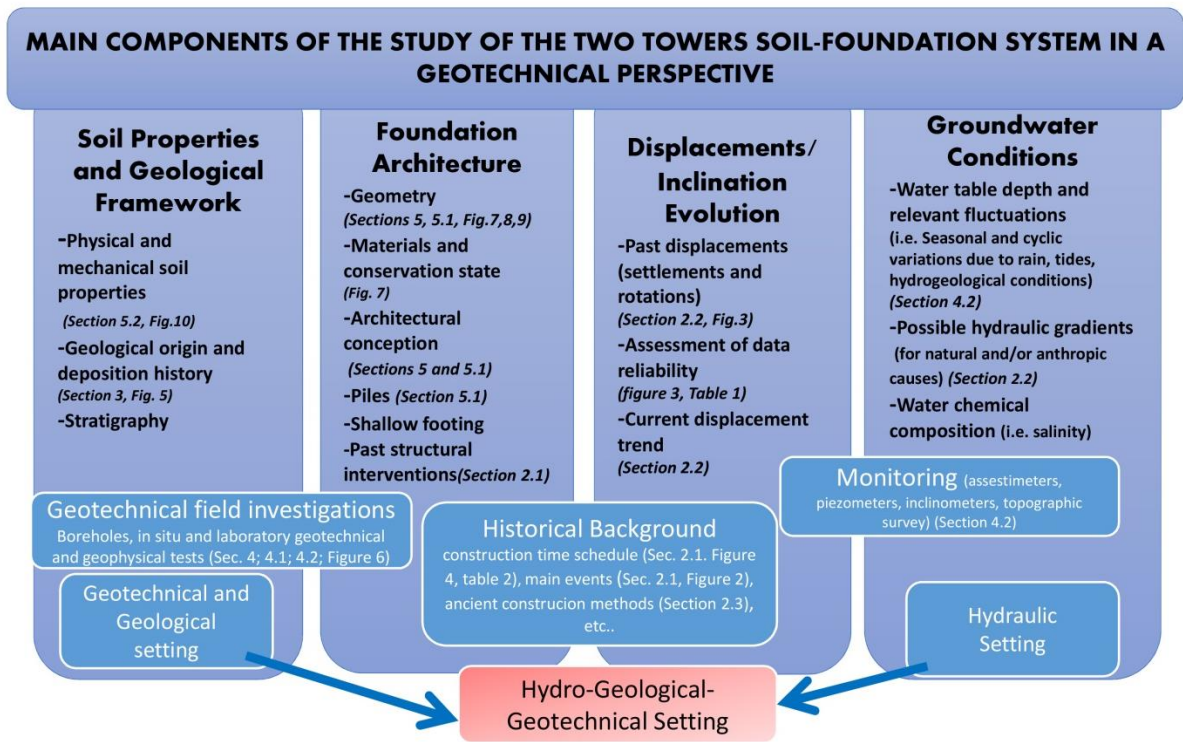 MAIN COMPONENTS OF THE STUDY OF THE TWO TOWERS SOIL-FOUNDATION SYSTEM IN A
GEOTECHNICAL PERSPECTIVE
Soil Properties
and Geological
Framework
-Physical and
mechanical soil
properties
(Section 5.2, Fig.10)
-Geological origin and
deposition history
(Section 3, Fig. 5)
-Stratigraphy
Foundation
Architecture
-Geometry
(Sections 5, 5.1, Fig.7,8,9)
-Materials and
conservation state
(Fig. 7)
-Architectural
conception
(Sections 5 and 5.1)
-Piles (Section 5.1)
-Shallow footing
-Past structural
interventions(Section 2.1)
Displacements/
Inclination
Evolution
-Past displacements
(settlements and
rotations)
(Section 2.2, Fig.3)
-Assessment of data
reliability
(figure 3, Table 1)
-Current displacement
trend
(Section 2.2)
Groundwater
Conditions
-Water table depth and
relevant fluctuations
(i.e. Seasonal and cyclic
variations due to rain, tides,
hydrogeological conditions)
(Section 4.2)
-Possible hydraulic gradients
(for natural and/or anthropic
causes) (Section 2.2)
-Water chemical
composition (i.e. salinity)
Geotechnical field investigations
Boreholes, in situ and laboratory geotechnical
and geophysical tests (Sec. 4; 4.1; 4.2; Figure 6)
Geotechnical and
Geological
setting
Historical Background
construction time schedule (Sec. 2.1. Figure
4, table 2), main events (Sec. 2.1, Figure 2),
ancient construcion methods (Section 2.3),
etc..
Monitoring (assestimeters,
piezometers, inclinometers, topographic
survey) (Section 4.2)
Hydraulic
Setting
Hydro-Geological-
Geotechnical Setting